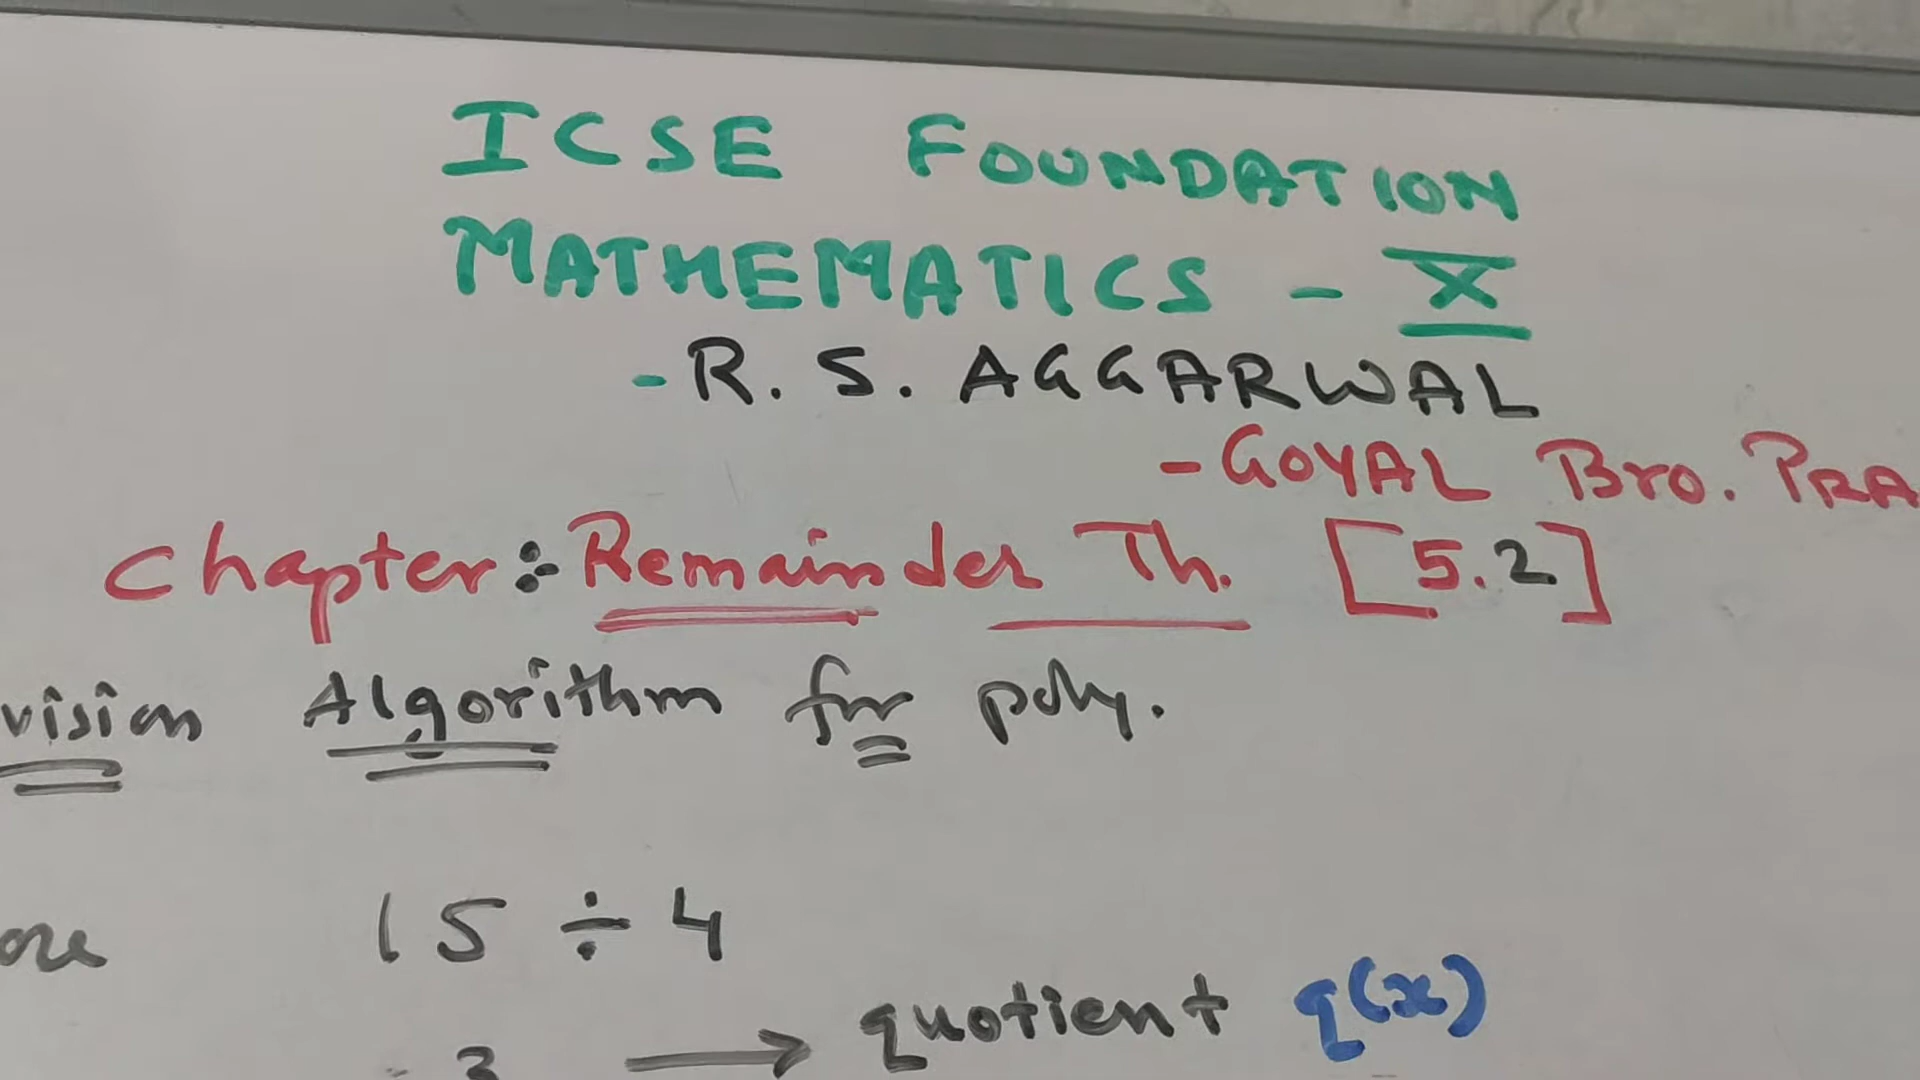 ICSE FOUNDATION
MATHEMATICS - X
- R. S. AGGARWAL
- GOYAL Bro. PRA
Chapter: Remainder Th. [5.2]
vision Algorithm for poly.
15 ÷ 4
3 → quotient q(x)